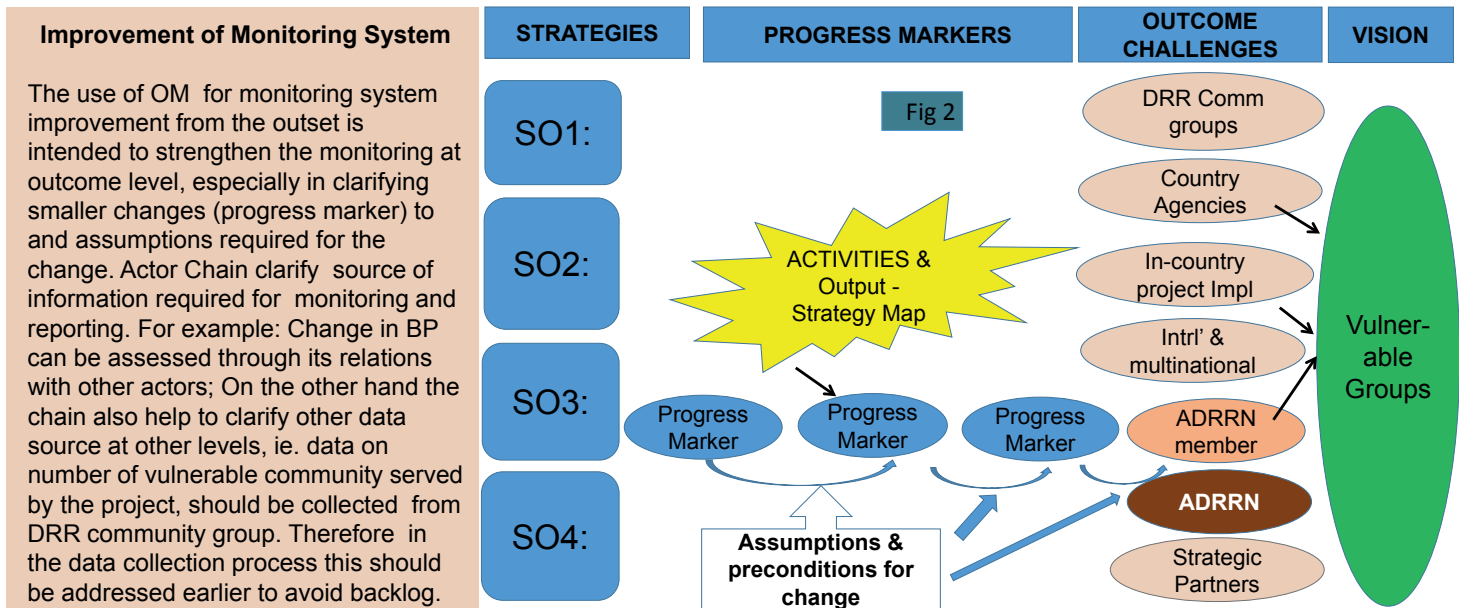 Improvement of Monitoring System
The use of OM for monitoring system
improvement from the outset is
intended to strengthen the monitoring at
outcome level, especially in clarifying
smaller changes (progress marker) to
and assumptions required for the
change. Actor Chain clarify source of
information required for monitoring and
reporting. For example: Change in BP
can be assessed through its relations
with other actors; On the other hand the
chain also help to clarify other data
source at other levels, ie. data on
number of vulnerable community served
by the project, should be collected from
DRR community group. Therefore in
the data collection process this should
be addressed earlier to avoid backlog.
STRATEGIES
PROGRESS MARKERS
OUTCOME
CHALLENGES
VISION
SO1:
SO2:
SO3:
SO4:
Fig 2
ACTIVITIES &
Output -
Strategy Map
Progress
Marker
Progress
Marker
Progress
Marker
Assumptions &
preconditions for
change
DRR Comm
groups
Country
Agencies
In-country
project Impl
Intrl' &
multinational
ADRRN
member
ADRRN
Strategic
Partners
Vulner-
able
Groups